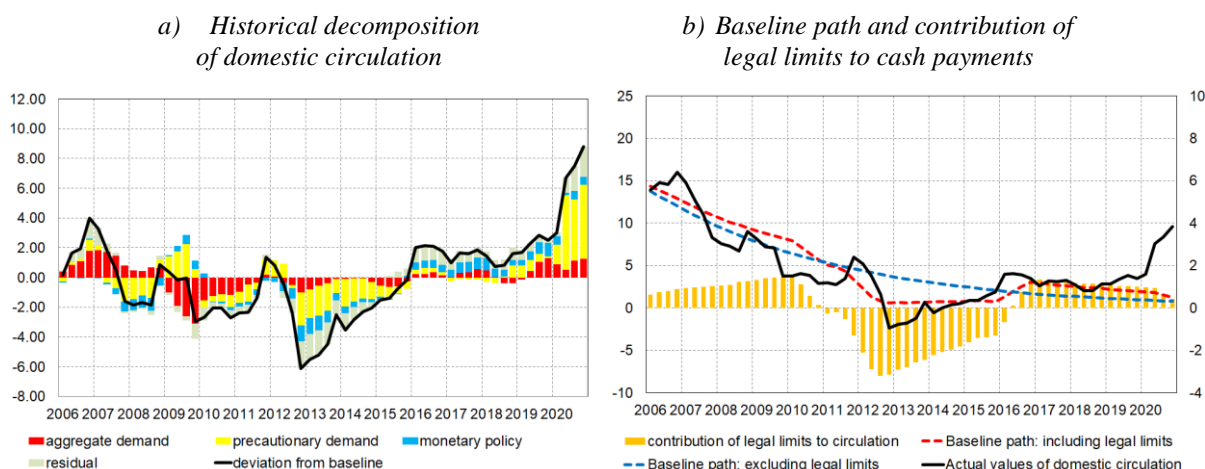 a) Historical decomposition
of domestic circulation
b) Baseline path and contribution of
legal limits to cash payments
12.00
10.00
8.00
6.00
4.00
2.00
0.00
-2.00
-4.00
-6.00
-8.00
2006 2007 2008 2009 2010 2011 2012 2013 2014 2015 2016 2017 2018 2019 2020
aggregate demand precautionary demand monetary policy
residual deviation from baseline
25
20
15
10
5
0
-5
-10
10
8
6
4
2
0
-2
-4
2006 2007 2008 2009 2010 2011 2012 2013 2014 2015 2016 2017 2018 2019 2020
contribution of legal limits to circulation Baseline path: including legal limits
Baseline path: excluding legal limits Actual values of domestic circulation